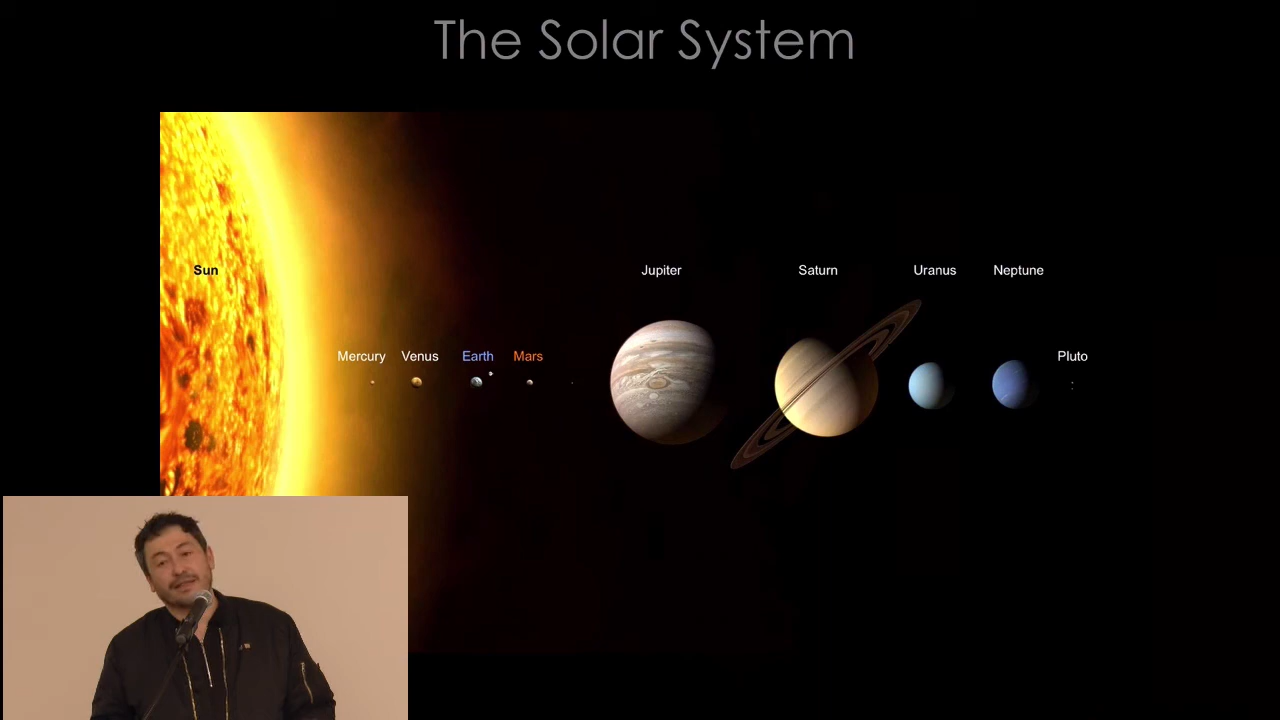 The Solar System
Sun
Jupiter
Saturn
Uranus
Neptune
Mercury
Venus
Earth
Mars
Pluto